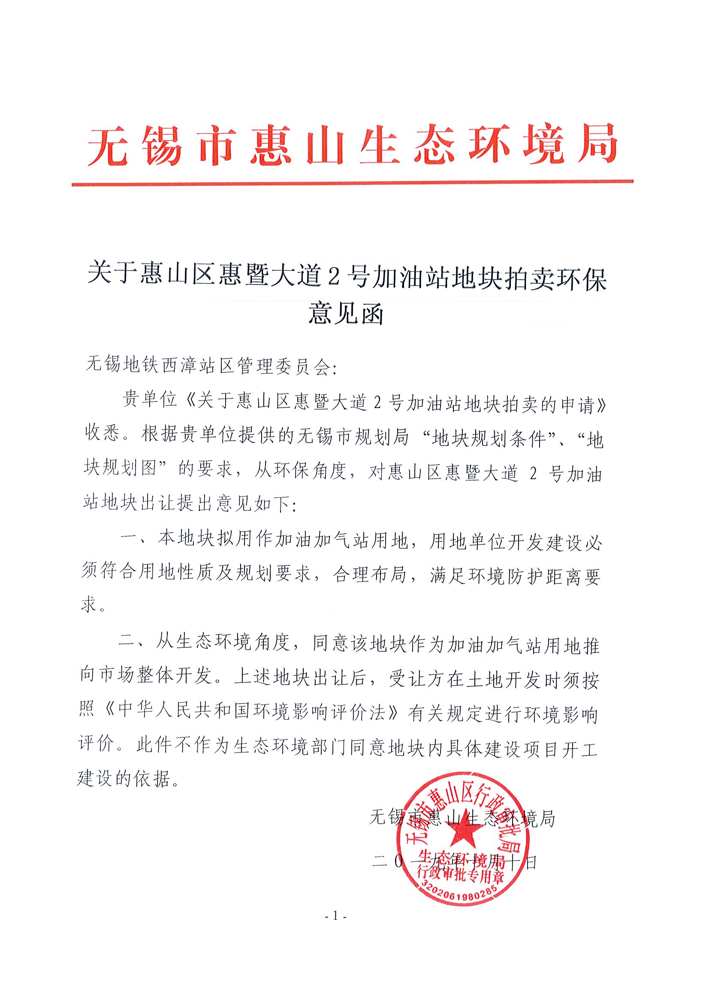 无锡市惠山生态环境局
关于惠山区惠暨大道2号加油站地块拍卖环保
意见函
无锡地铁西漳站区管理委员会：
贵单位《关于惠山区惠暨大道2号加油站地块拍卖的申请》
收悉。根据贵单位提供的无锡市规划局“地块规划条件”、“地
块规划图”的要求，从环保角度，对惠山区惠暨大道 2 号加油
站地块出让提出意见如下：
一、本地块拟用作加油加气站用地，用地单位开发建设必
须符合用地性质及规划要求，合理布局，满足环境防护距离要
求。
二、从生态环境角度，同意该地块作为加油加气站用地推
向市场整体开发。上述地块出让后，受让方在土地开发时须按
照《中华人民共和国环境影响评价法》有关规定进行环境影响
评价。此件不作为生态环境部门同意地块内具体建设项目开工
建设的依据。
无锡市惠山生态环境局
二0一九年十月十日
无锡市惠山区行政审批局
生态环境局
行政审批专用章
3202061980285
- 1 -